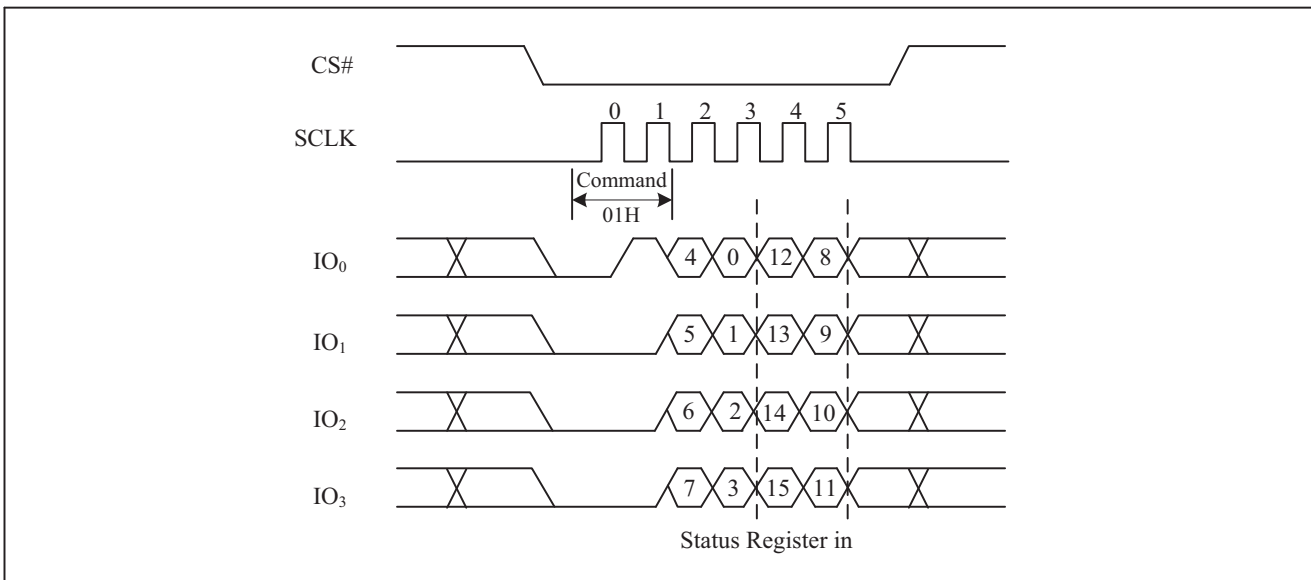 CS#
0 1 2 3 4 5
SCLK
Command
01H
IO0 4 0 12 8
IO1 5 1 13 9
IO2 6 2 14 10
IO3 7 3 15 11
Status Register in